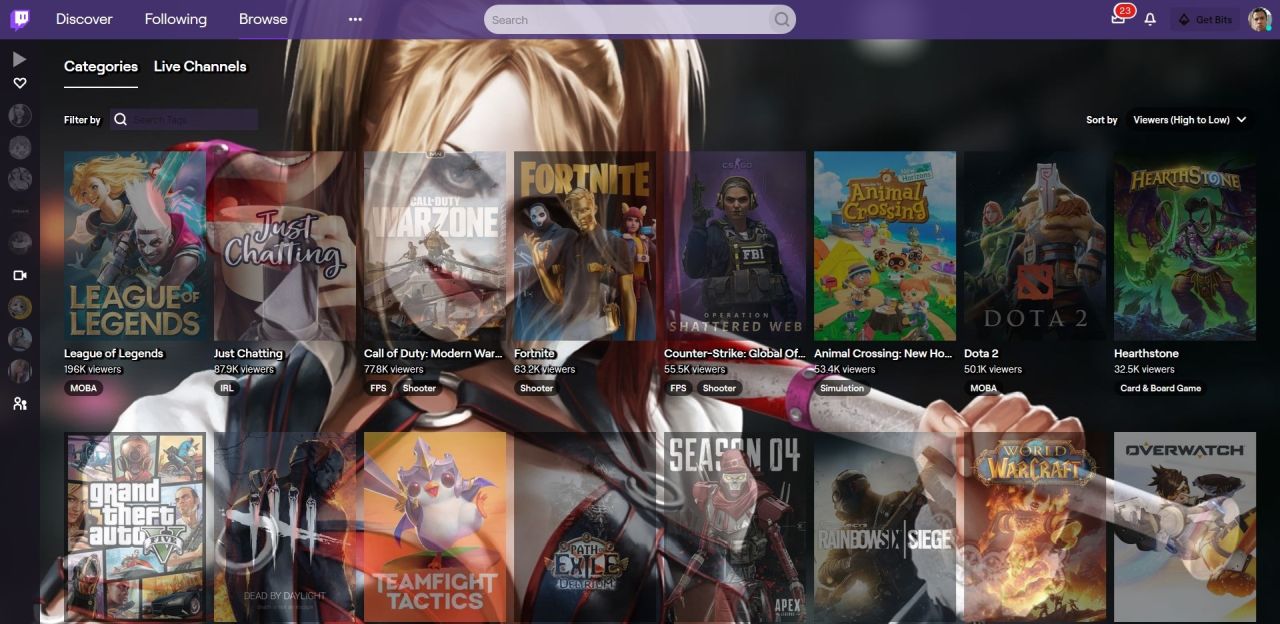 Discover Following Browse ••• Search 23 Get Bits
Categories Live Channels
Filter by Search Tags Sort by Viewers (High to Low)
LEAGUE OF
LEGENDS
Just
Chatting
CALL OF DUTY
WARZONE
FORTNITE
CS:GO
FBI
OPERATION
SHATTERED WEB
New Horizons
Animal
Crossing
DOTA 2
HEARTHSTONE
League of Legends
196K viewers
MOBA
Just Chatting
87.9K viewers
IRL
Call of Duty: Modern War...
77.8K viewers
FPS Shooter
Fortnite
63.2K viewers
Shooter
Counter-Strike: Global Of...
55.5K viewers
FPS Shooter
Animal Crossing: New Ho...
53.4K viewers
Simulation
Dota 2
50.1K viewers
MOBA
Hearthstone
32.5K viewers
Card & Board Game
grand
theft
auto
FIVE
DEAD BY DAYLIGHT
TEAMFIGHT
TACTICS
PATH OF
EXILE
DELIRIUM
SEASON 04
APEX
RAINBOWSIX | SIEGE
WORLD
OF
WARCRAFT
OVERWATCH